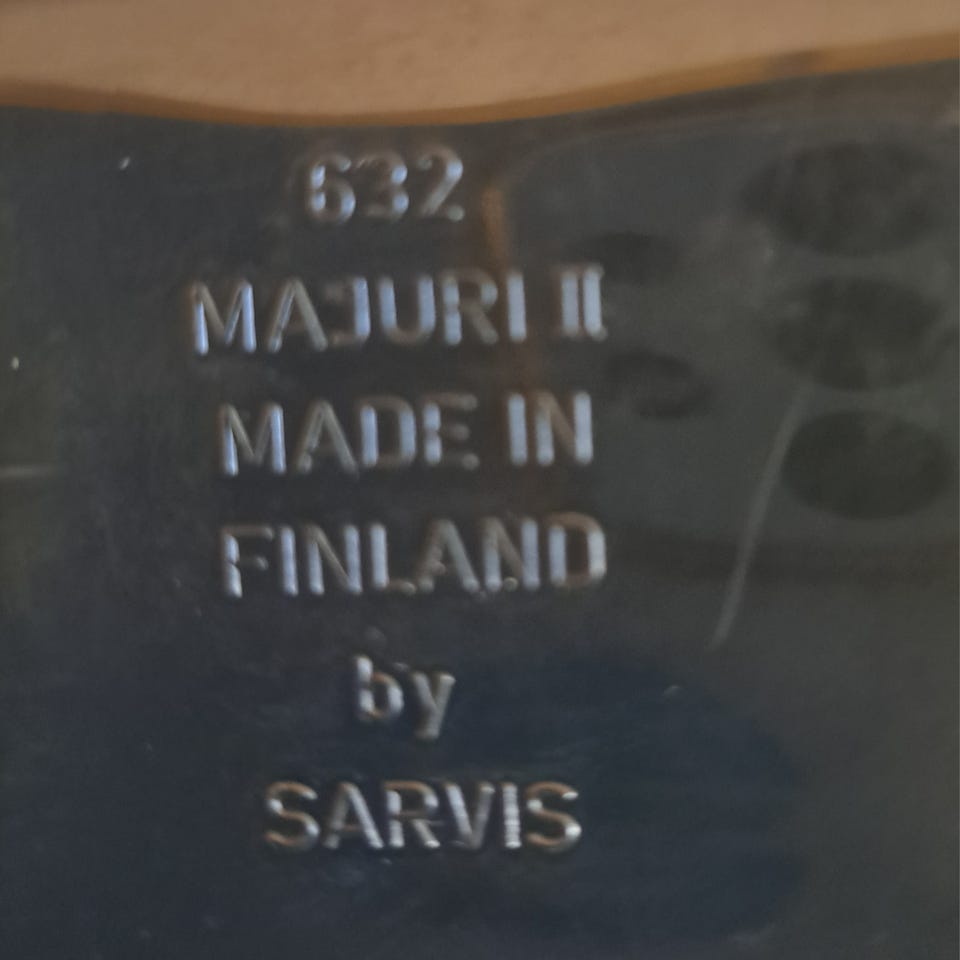 632
MAJURI II
MADE IN
FINLAND
by
SARVIS